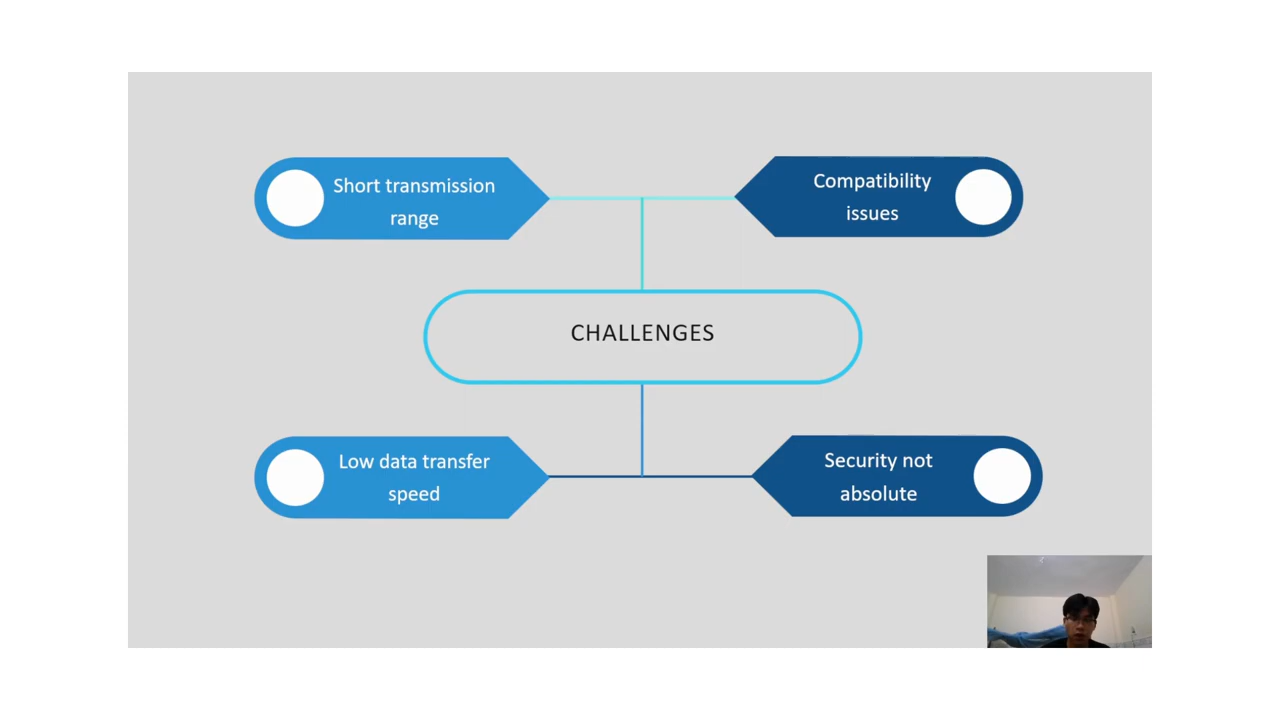 Short transmission
range
Compatibility
issues
CHALLENGES
Low data transfer
speed
Security not
absolute